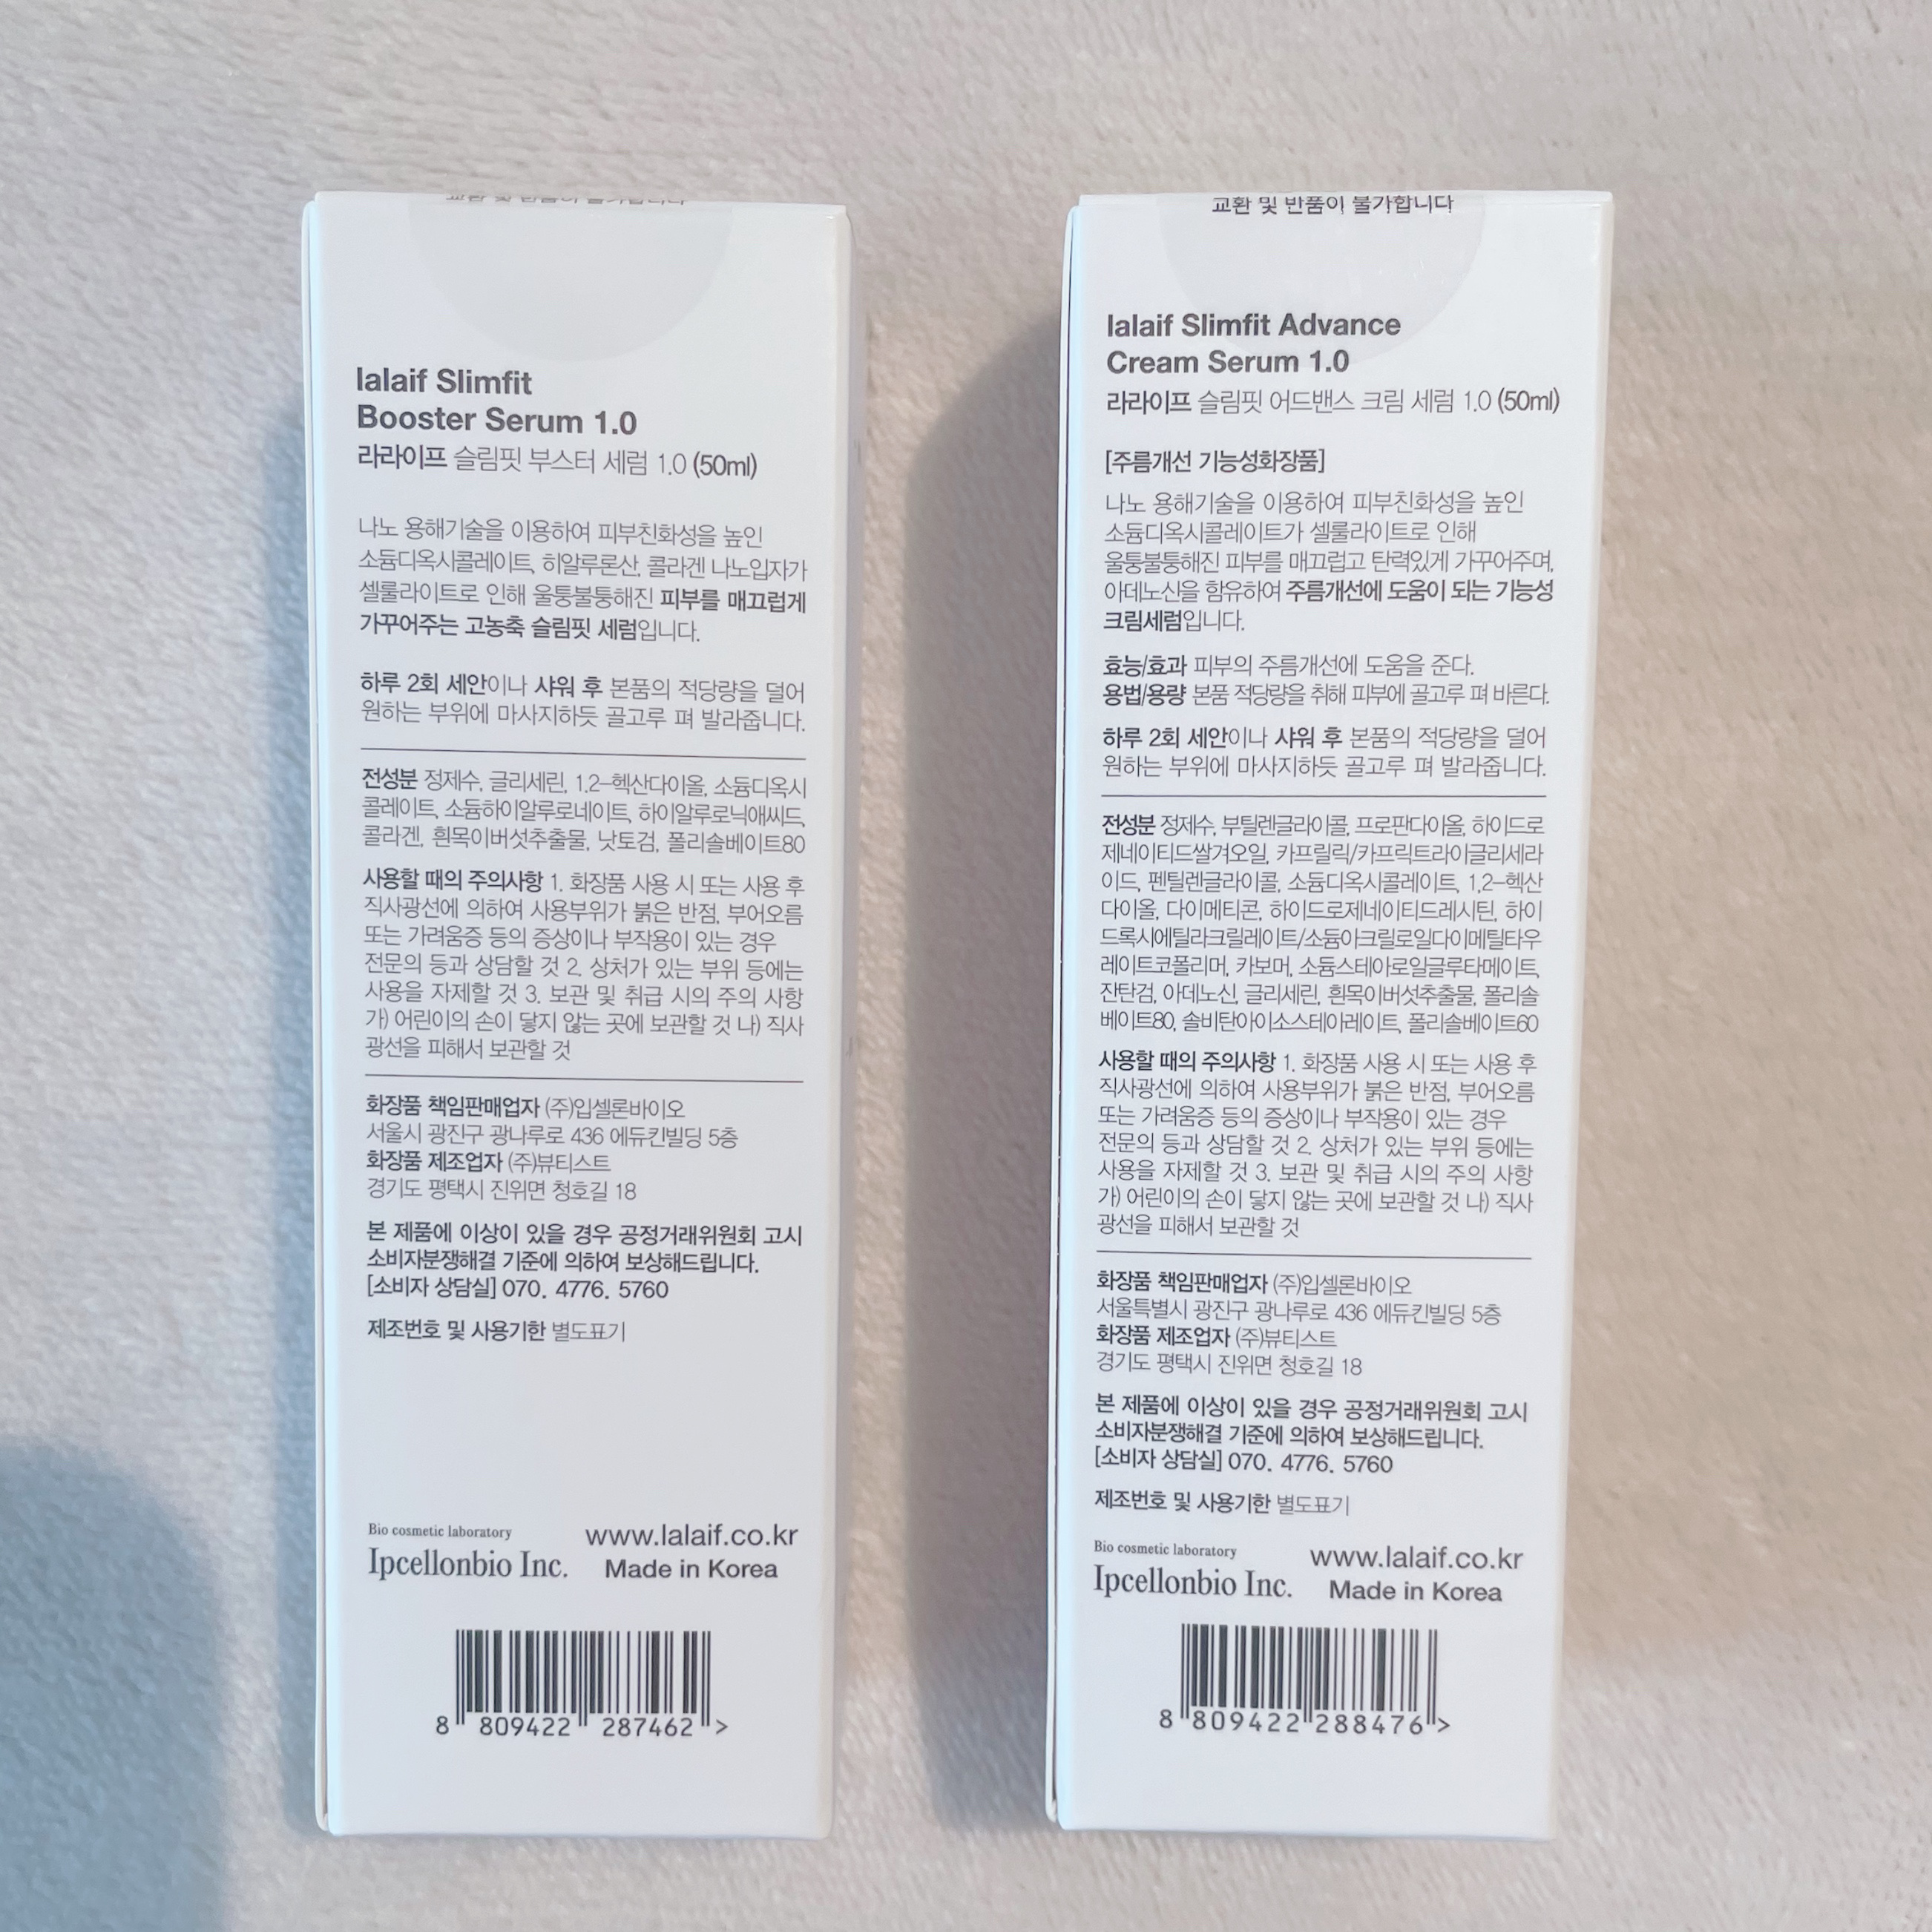 lalaif Slimfit
Booster Serum 1.0
라라이프 슬림핏 부스터 세럼 1.0 (50ml)
나노 용해기술을 이용하여 피부친화성을 높인
소듐디옥시콜레이트, 히알루론산, 콜라겐 나노입자가
셀룰라이트로 인해 울퉁불퉁해진 피부를 매끄럽게
가꾸어주는 고농축 슬림핏 세럼입니다.
하루 2회 세안이나 샤워 후 본품의 적당량을 덜어
원하는 부위에 마사지하듯 골고루 펴 발라줍니다.
전성분 정제수, 글리세린, 1,2-헥산다이올, 소듐디옥시
콜레이트, 소듐하이알루로네이트, 하이알루로닉애씨드,
콜라겐, 흰목이버섯추출물, 낫토검, 폴리솔베이트80
사용할 때의 주의사항 1. 화장품 사용 시 또는 사용 후
직사광선에 의하여 사용부위가 붉은 반점, 부어오름
또는 가려움증 등의 증상이나 부작용이 있는 경우
전문의 등과 상담할 것 2. 상처가 있는 부위 등에는
사용을 자제할 것 3. 보관 및 취급 시의 주의 사항
가) 어린이의 손이 닿지 않는 곳에 보관할 것 나) 직사
광선을 피해서 보관할 것
화장품 책임판매업자 (주)입셀론바이오
서울시 광진구 광나루로 436 에듀킨빌딩 5층
화장품 제조업자 (주)뷰티스트
경기도 평택시 진위면 청호길 18
본 제품에 이상이 있을 경우 공정거래위원회 고시
소비자분쟁해결 기준에 의하여 보상해드립니다.
[소비자 상담실] 070. 4776. 5760
제조번호 및 사용기한 별도표기
Bio cosmetic laboratory
Ipcellonbio Inc.
www.lalaif.co.kr
Made in Korea
8 809422 287462 >
교환 및 반품이 불가합니다
lalaif Slimfit Advance
Cream Serum 1.0
라라이프 슬림핏 어드밴스 크림 세럼 1.0 (50ml)
[주름개선 기능성화장품]
나노 용해기술을 이용하여 피부친화성을 높인
소듐디옥시콜레이트가 셀룰라이트로 인해
울퉁불퉁해진 피부를 매끄럽고 탄력있게 가꾸어주며,
아데노신을 함유하여 주름개선에 도움이 되는 기능성
크림세럼입니다.
효능/효과 피부의 주름개선에 도움을 준다.
용법/용량 본품 적당량을 취해 피부에 골고루 펴 바른다.
하루 2회 세안이나 샤워 후 본품의 적당량을 덜어
원하는 부위에 마사지하듯 골고루 펴 발라줍니다.
전성분 정제수, 부틸렌글라이콜, 프로판다이올, 하이드로
제네이티드쌀겨오일, 카프릴릭/카프릭트라이글리세라
이드, 펜틸렌글라이콜, 소듐디옥시콜레이트, 1,2-헥산
다이올, 다이메티콘, 하이드로제네이티드레시틴, 하이
드록시에틸라크릴레이트/소듐아크릴로일다이메틸타우
레이트코폴리머, 카보머, 소듐스테아로일글루타메이트,
잔탄검, 아데노신, 글리세린, 흰목이버섯추출물, 폴리솔
베이트80, 솔비탄아이소스테아레이트, 폴리솔베이트60
사용할 때의 주의사항 1. 화장품 사용 시 또는 사용 후
직사광선에 의하여 사용부위가 붉은 반점, 부어오름
또는 가려움증 등의 증상이나 부작용이 있는 경우
전문의 등과 상담할 것 2. 상처가 있는 부위 등에는
사용을 자제할 것 3. 보관 및 취급 시의 주의 사항
가) 어린이의 손이 닿지 않는 곳에 보관할 것 나) 직사
광선을 피해서 보관할 것
화장품 책임판매업자 (주)입셀론바이오
서울특별시 광진구 광나루로 436 에듀킨빌딩 5층
화장품 제조업자 (주)뷰티스트
경기도 평택시 진위면 청호길 18
본 제품에 이상이 있을 경우 공정거래위원회 고시
소비자분쟁해결 기준에 의하여 보상해드립니다.
[소비자 상담실] 070. 4776. 5760
제조번호 및 사용기한 별도표기
Bio cosmetic laboratory
Ipcellonbio Inc.
www.lalaif.co.kr
Made in Korea
8 809422 288476 >